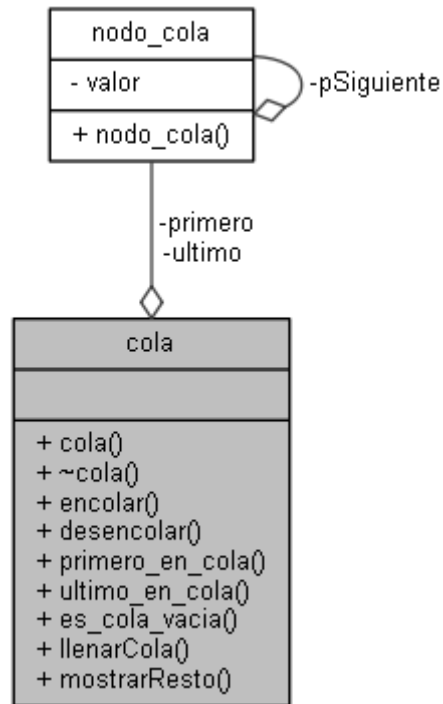 nodo_cola
- valor
-pSiguiente
+ nodo_cola()
-primero
-ultimo
cola
+ cola()
+ ~cola()
+ encolar()
+ desencolar()
+ primero_en_cola()
+ ultimo_en_cola()
+ es_cola_vacia()
+ llenarCola()
+ mostrarResto()